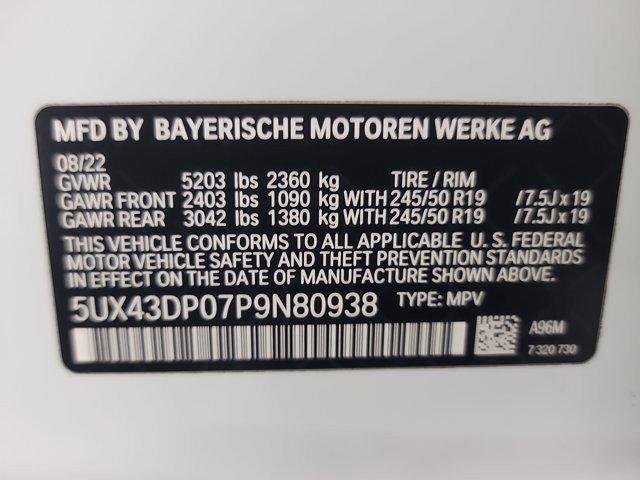 MFD BY BAYERISCHE MOTOREN WERKE AG
08/22
GVWR 5203 lbs 2360 kg TIRE / RIM
GAWR FRONT 2403 lbs 1090 kg WITH 245/50 R19 /7.5J x 19
GAWR REAR 3042 lbs 1380 kg WITH 245/50 R19 /7.5J x 19
THIS VEHICLE CONFORMS TO ALL APPLICABLE U. S. FEDERAL
MOTOR VEHICLE SAFETY AND THEFT PREVENTION STANDARDS
IN EFFECT ON THE DATE OF MANUFACTURE SHOWN ABOVE.
5UX43DP07P9N80938 TYPE: MPV
A96M
7 320 730